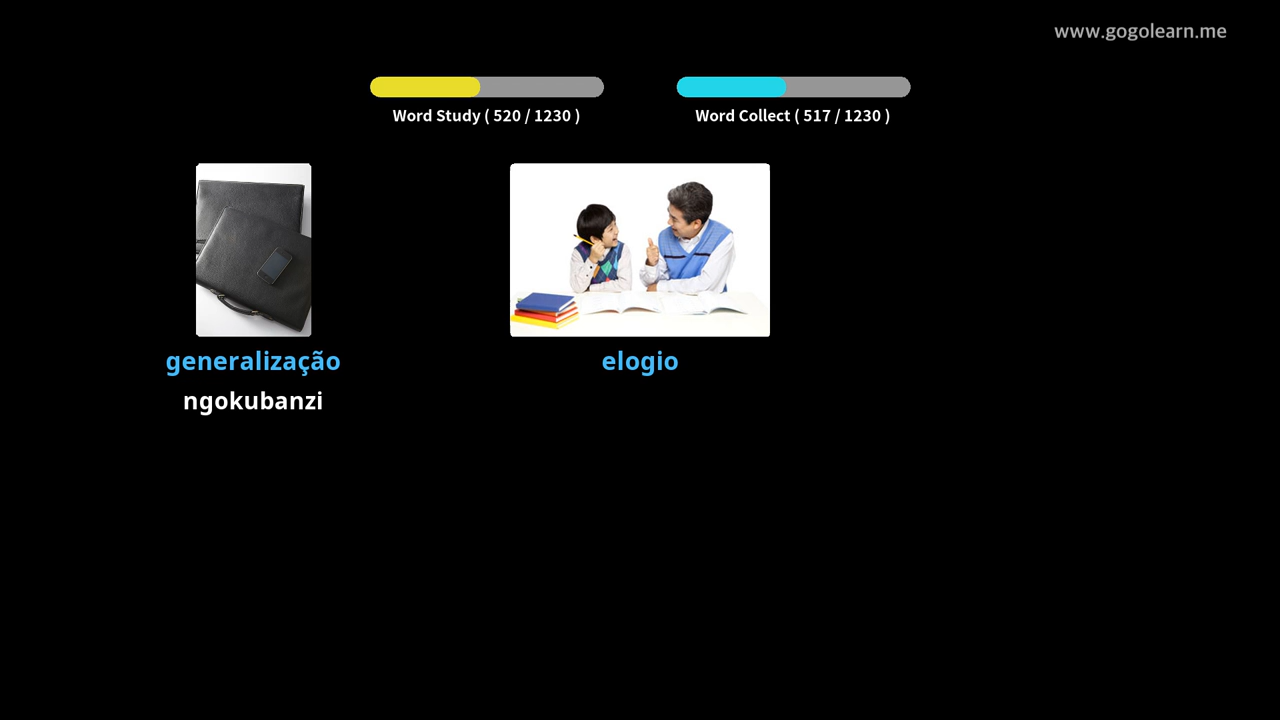 www.gogolearn.me
Word Study ( 520 / 1230 )
Word Collect ( 517 / 1230 )
generalização
elogio
ngokubanzi